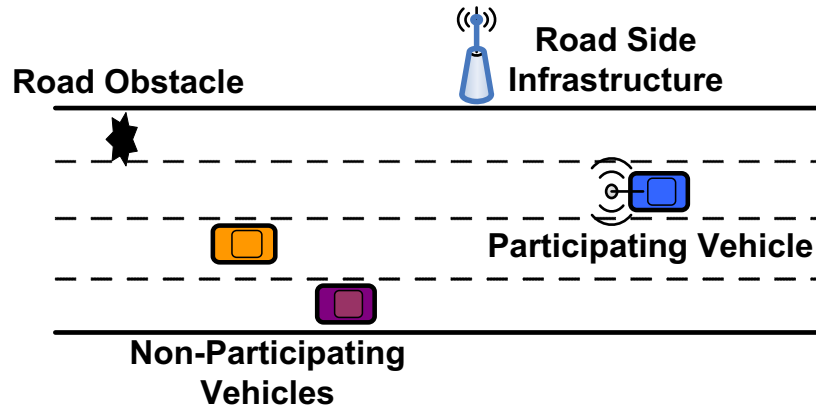 Road Side
Infrastructure
Road Obstacle
Participating Vehicle
Non-Participating
Vehicles